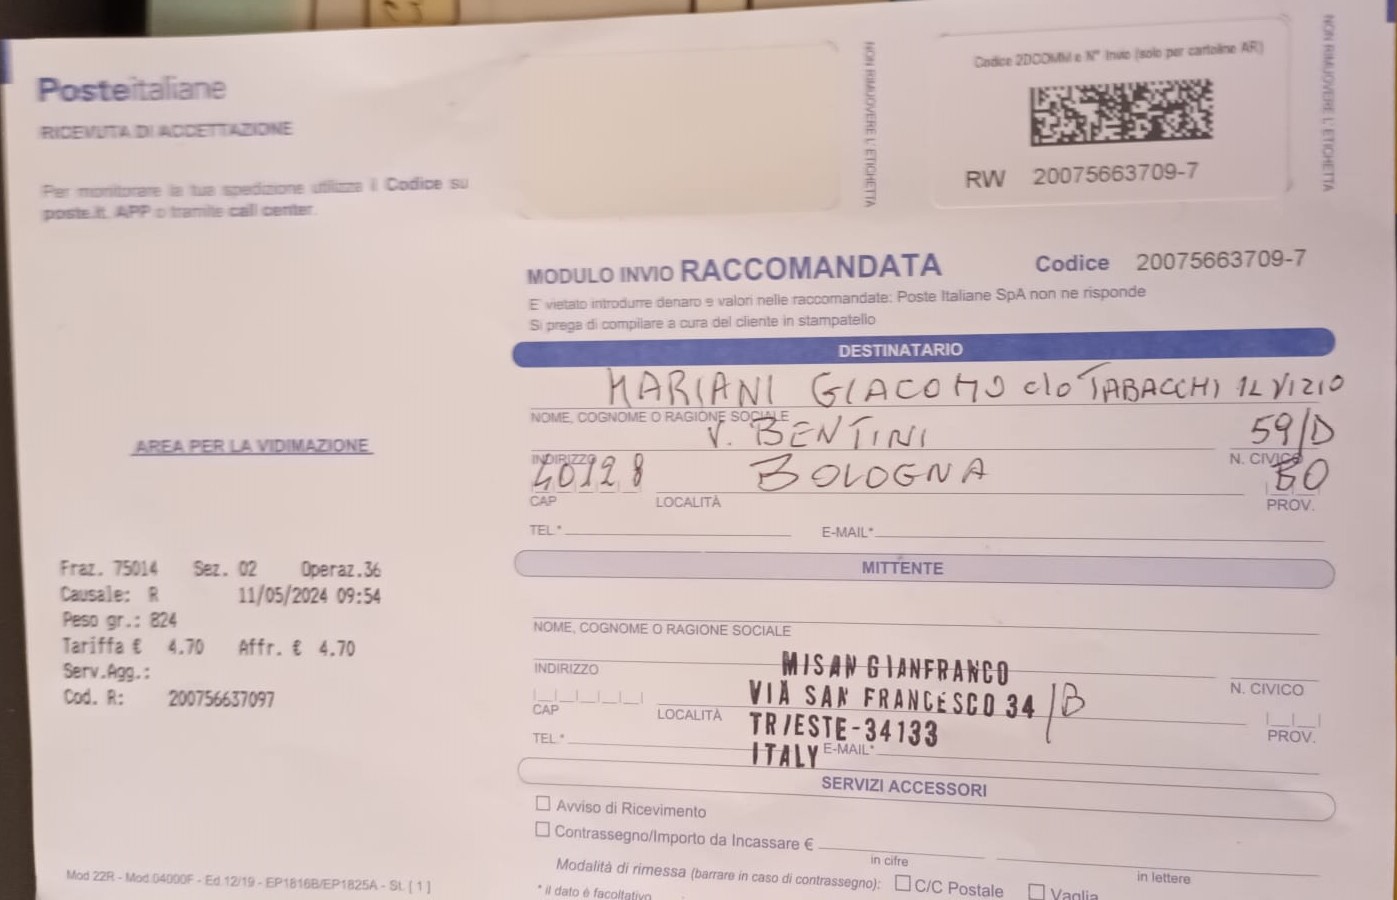 Posteitaliane
RICEVUTA DI ACCETTAZIONE
Per monitorare la tua spedizione utilizza il Codice su
poste.it, APP o tramite call center.
NON RIMUOVERE L'ETICHETTA
Codice 2DCOMM e N° Invio (solo per cartoline AR)
RW 20075663709-7
NON RIMUOVERE L'ETICHETTA
MODULO INVIO RACCOMANDATA Codice 20075663709-7
E' vietato introdurre denaro e valori nelle raccomandate: Poste Italiane SpA non ne risponde
Si prega di compilare a cura del cliente in stampatello
DESTINATARIO
MARIANI GIACOMO c/o TABACCHI IL VIZIO
NOME, COGNOME O RAGIONE SOCIALE
V. BENTINI 59/D
INDIRIZZO N. CIVICO
40128 BOLOGNA BO
CAP LOCALITÀ PROV.
TEL.* E-MAIL*
MITTENTE
NOME, COGNOME O RAGIONE SOCIALE
MISAN GIANFRANCO
INDIRIZZO N. CIVICO
VIA SAN FRANCESCO 34/B
CAP LOCALITÀ PROV.
TRIESTE-34133
TEL.* E-MAIL*
ITALY
SERVIZI ACCESSORI
Avviso di Ricevimento
Contrassegno/Importo da Incassare €
in cifre in lettere
Modalità di rimessa (barrare in caso di contrassegno): C/C Postale Vaglia
* il dato è facoltativo
AREA PER LA VIDIMAZIONE
Fraz. 75014 Sez. 02 Operaz.36
Causale: R 11/05/2024 09:54
Peso gr.: 824
Tariffa € 4.70 Affr. € 4.70
Serv.Agg.:
Cod. R: 200756637097
Mod 22R - Mod.04000F - Ed.12/19 - EP1816B/EP1825A - St. [ 1 ]